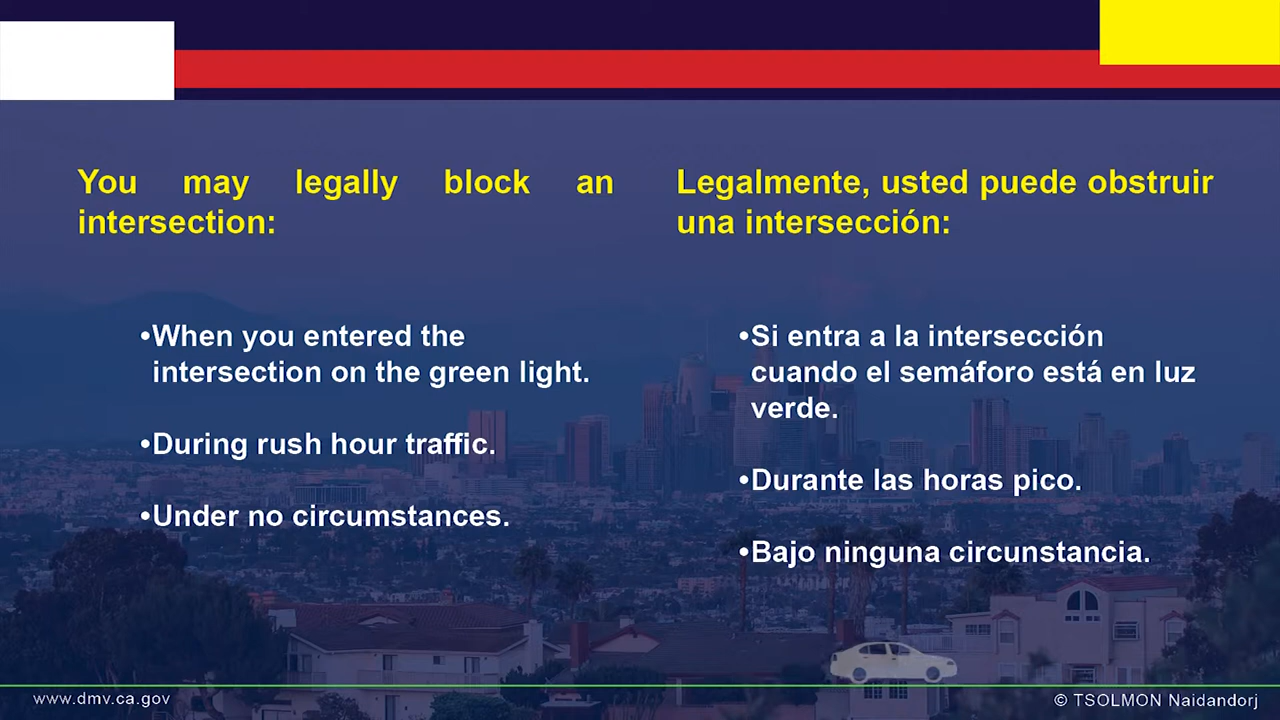 You may legally block an
intersection:
•When you entered the
intersection on the green light.
•During rush hour traffic.
•Under no circumstances.
Legalmente, usted puede obstruir
una intersección:
•Si entra a la intersección
cuando el semáforo está en luz
verde.
•Durante las horas pico.
•Bajo ninguna circunstancia.
www.dmv.ca.gov
© TSOLMON Naidandorj